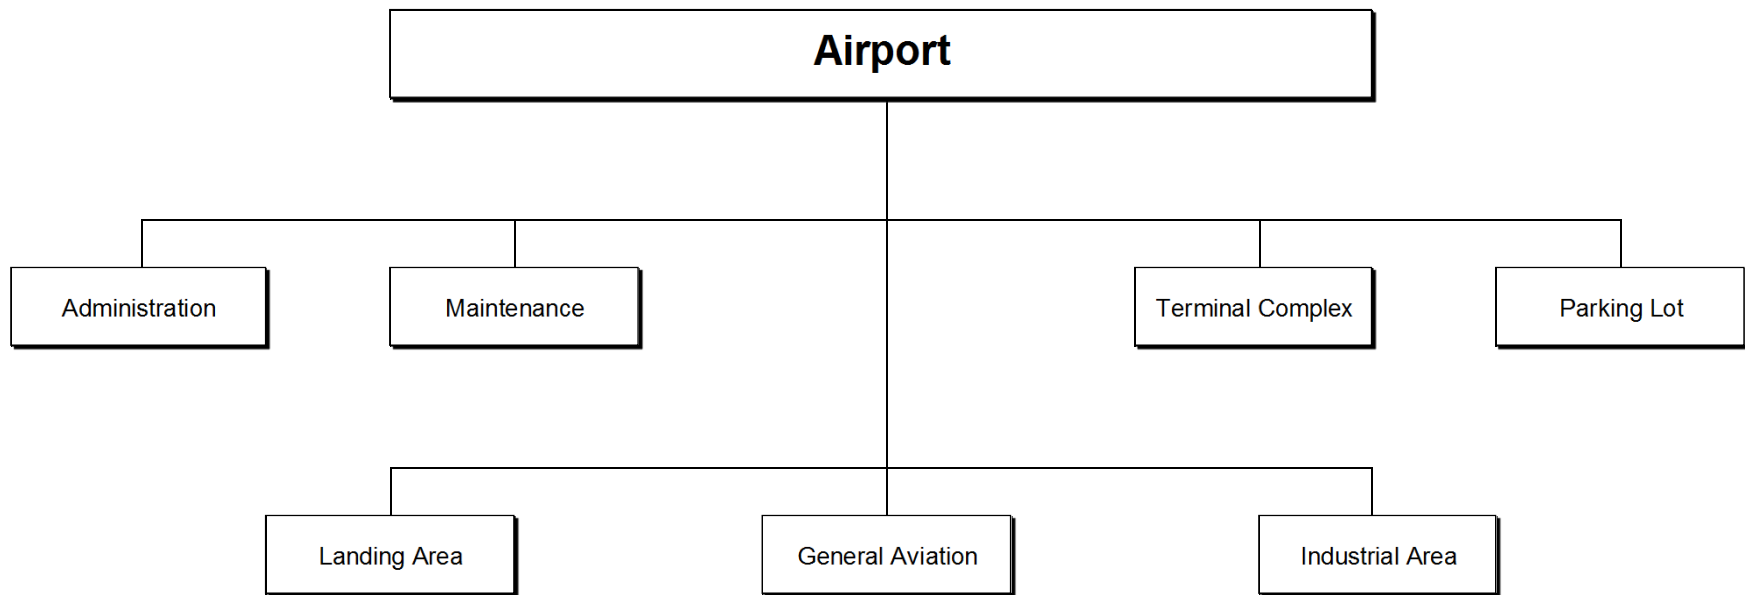 Airport
Administration
Maintenance
Terminal Complex
Parking Lot
Landing Area
General Aviation
Industrial Area